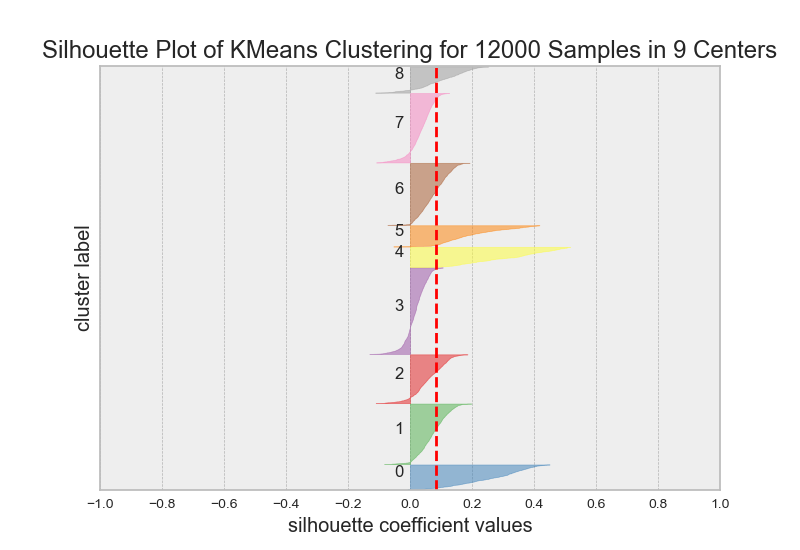 Silhouette Plot of KMeans Clustering for 12000 Samples in 9 Centers
8
7
6
5
4
3
2
1
0
cluster label
−1.0 −0.8 −0.6 −0.4 −0.2 0.0 0.2 0.4 0.6 0.8 1.0
silhouette coefficient values